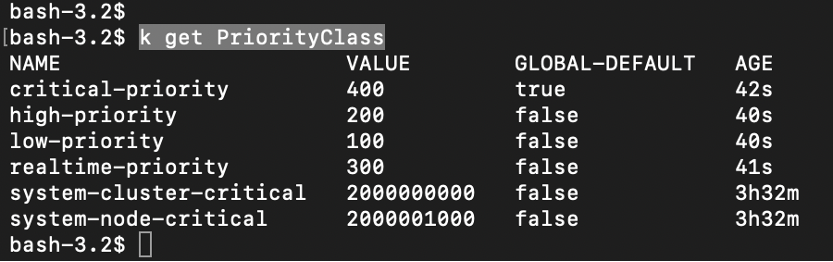 bash-3.2$
[bash-3.2$ k get PriorityClass
NAME VALUE GLOBAL-DEFAULT AGE
critical-priority 400 true 42s
high-priority 200 false 40s
low-priority 100 false 40s
realtime-priority 300 false 41s
system-cluster-critical 2000000000 false 3h32m
system-node-critical 2000001000 false 3h32m
bash-3.2$